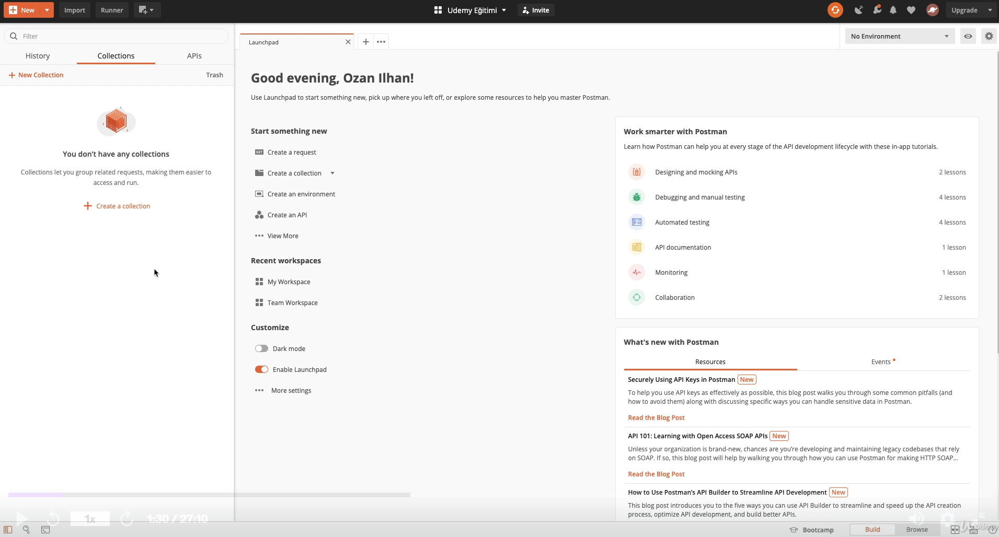 New
Import
Runner
Udemy Eğitimi
Invite
Upgrade
Filter
History
Collections
APIs
New Collection
Trash
You don’t have any collections
Collections let you group related requests, making them easier to
access and run.
Create a collection
Launchpad
No Environment
Good evening, Ozan Ilhan!
Use Launchpad to start something new, pick up where you left off, or explore some resources to help you master Postman.
Start something new
GET Create a request
Create a collection
Create an environment
Create an API
View More
Recent workspaces
My Workspace
Team Workspace
Customize
Dark mode
Enable Launchpad
More settings
Work smarter with Postman
Learn how Postman can help you at every stage of the API development lifecycle with these in-app tutorials.
Designing and mocking APIs 2 lessons
Debugging and manual testing 4 lessons
Automated testing 4 lessons
API documentation 1 lesson
Monitoring 1 lesson
Collaboration 2 lessons
What's new with Postman
Resources
Events
Securely Using API Keys in Postman New
To help you use API keys as effectively as possible, this blog post walks you through some common pitfalls (and
how to avoid them) along with discussing specific ways you can handle sensitive data in Postman.
Read the Blog Post
API 101: Learning with Open Access SOAP APIs New
Unless your organization is brand-new, chances are you’re developing and maintaining legacy codebases that rely
on SOAP. If so, this blog post will help by walking you through how you can use Postman for making HTTP SOAP...
Read the Blog Post
How to Use Postman’s API Builder to Streamline API Development New
This blog post introduces you to the five ways you can use API Builder to streamline and speed up the API creation
process, optimize API development, and build better APIs.
1x
1:30 / 27:10
Bootcamp
Build
Browse
Udemy